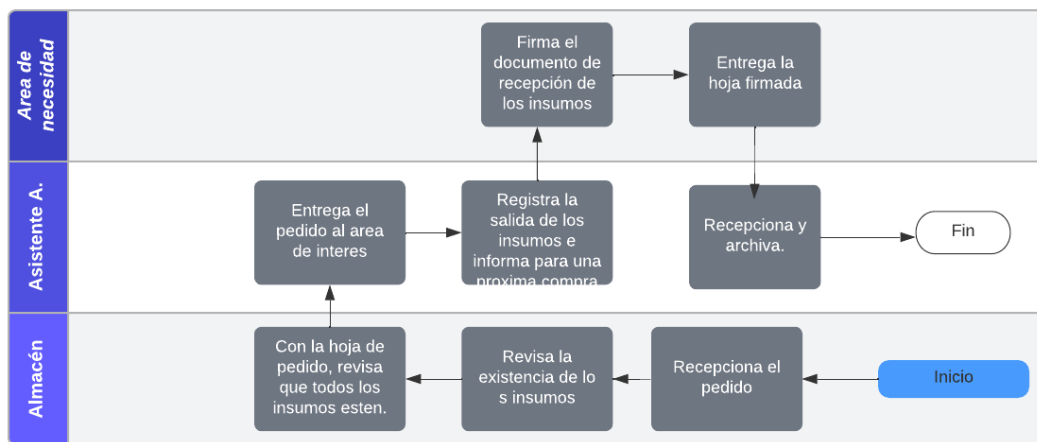 Area de
necesidad
Firma el
documento de
recepción de
los insumos
Entrega la
hoja firmada
Asistente A.
Entrega el
pedido al area
de interes
Registra la
salida de los
insumos e
informa para una
proxima compra
Recepciona y
archiva.
Fin
Almacén
Con la hoja de
pedido, revisa
que todos los
insumos esten.
Revisa la
existencia de lo
s insumos
Recepciona el
pedido
Inicio